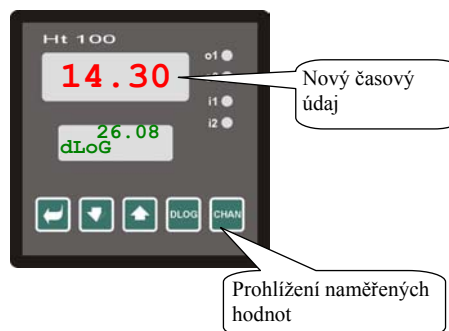 Ht 100
o1
14.30
Nový časový
údaj
i1
i2
26.08
dLoG
DLOG
CHAN
Prohlížení naměřených
hodnot